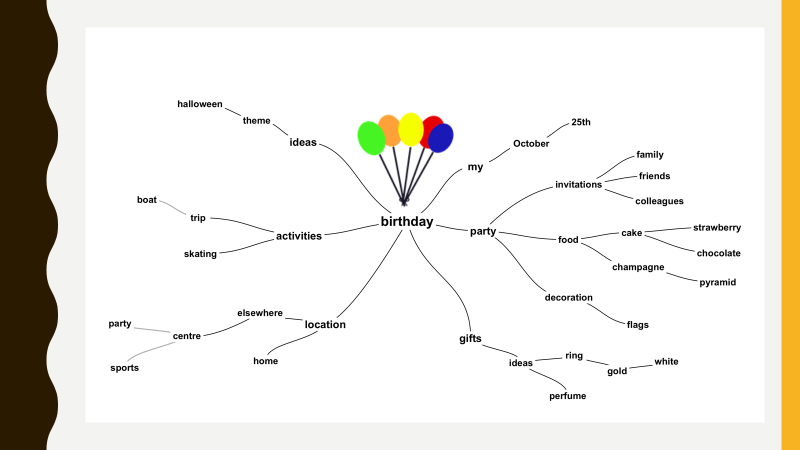 halloween
theme
ideas
25th
October
my
family
invitations
friends
colleagues
boat
trip
activities
skating
birthday
party
food
cake
strawberry
chocolate
champagne
pyramid
decoration
flags
elsewhere
location
party
centre
sports
home
gifts
ideas
ring
gold
white
perfume